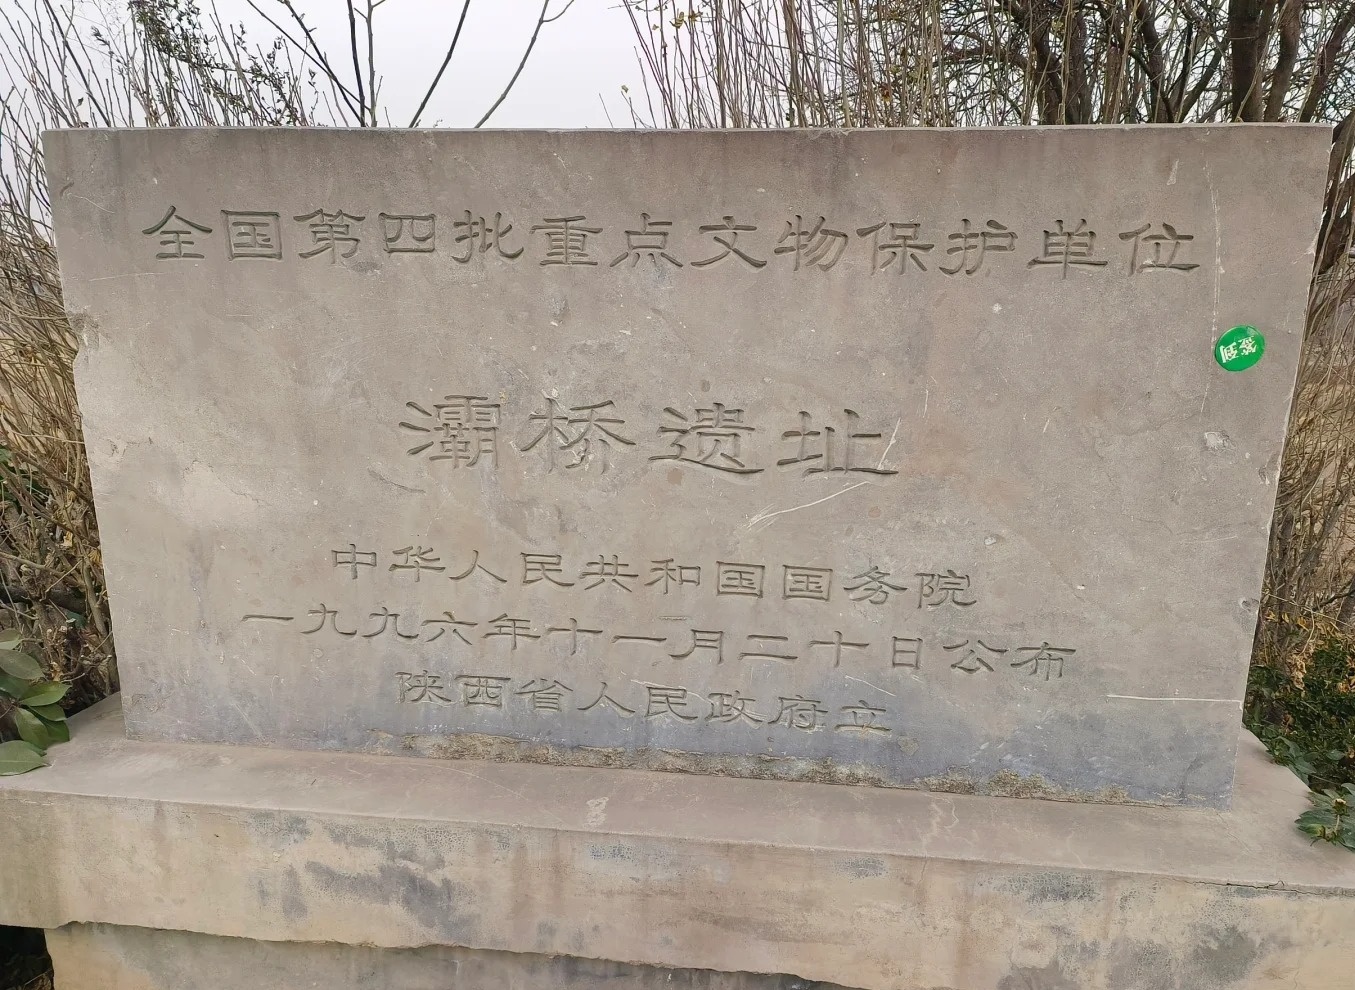 全国第四批重点文物保护单位
签到
灞桥遗址
中华人民共和国国务院
一九九六年十一月二十日公布
陕西省人民政府立